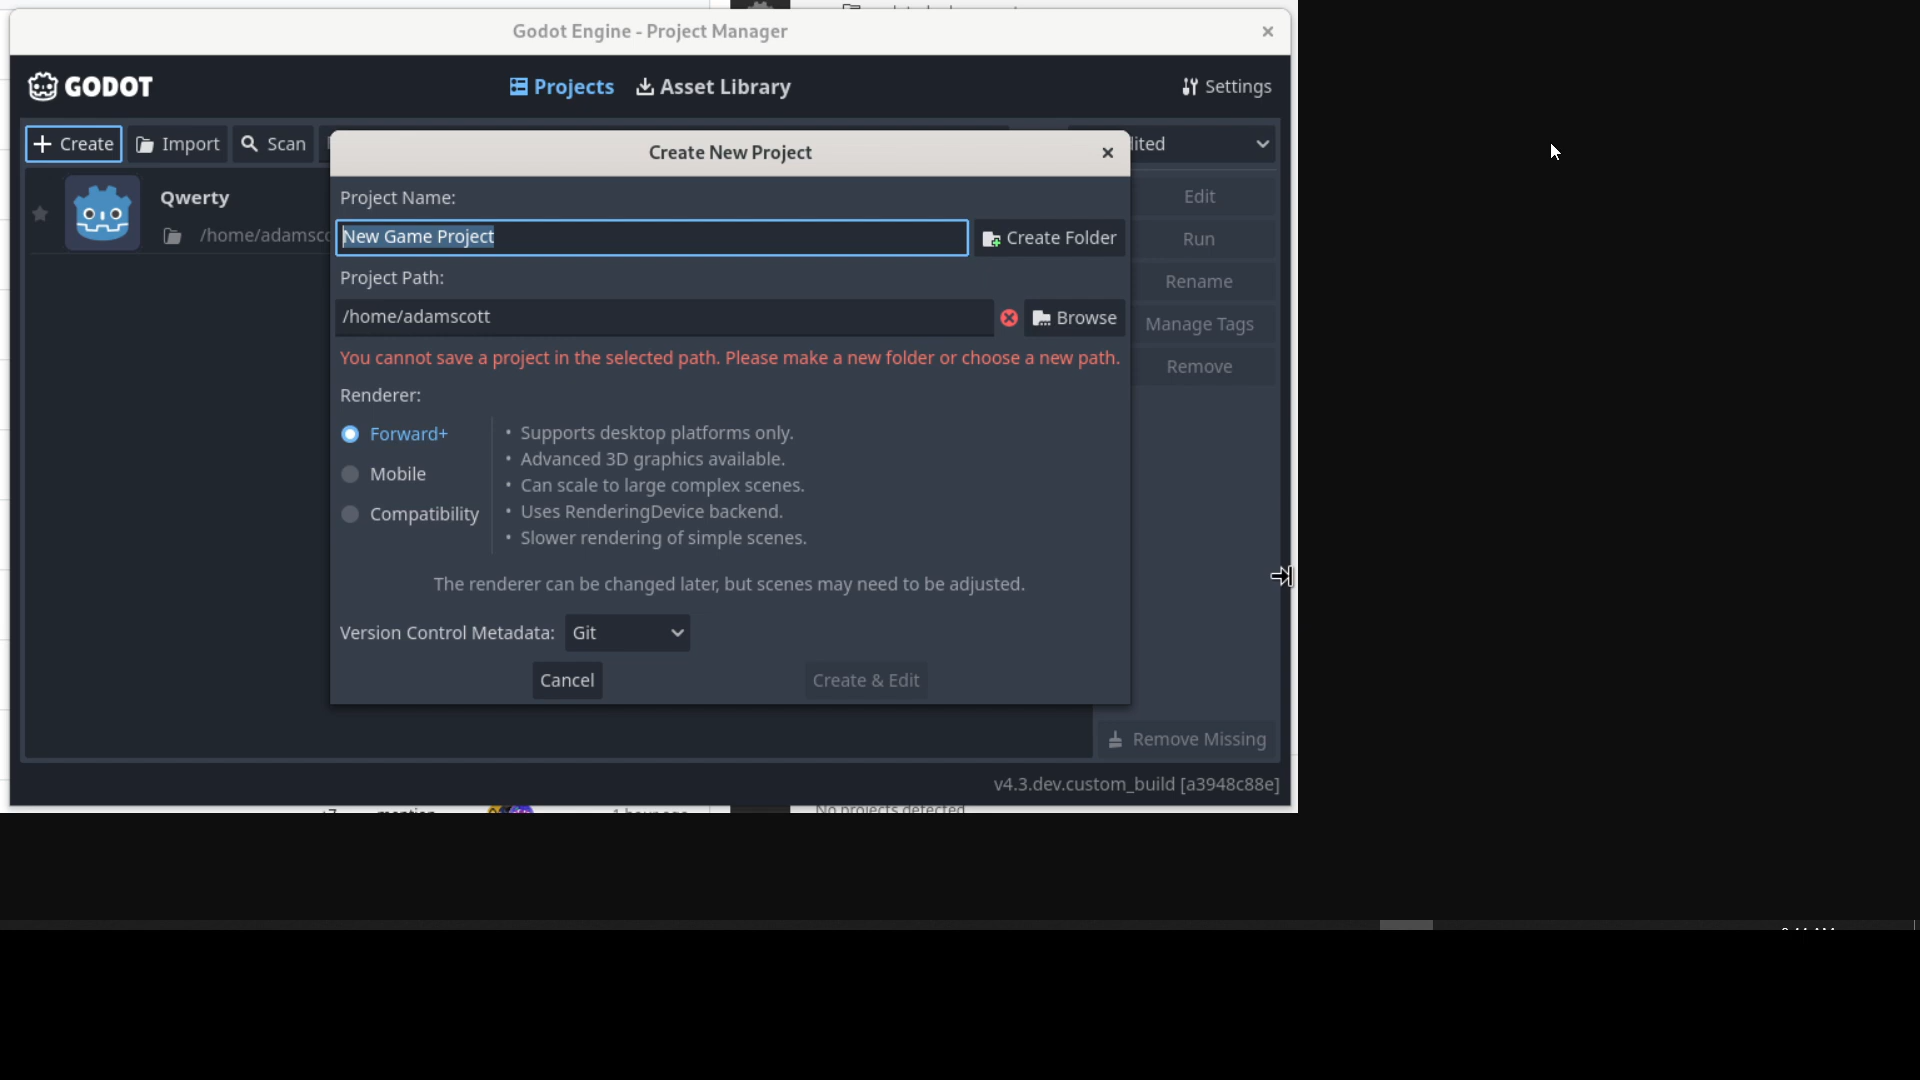 Godot Engine - Project Manager
GODOT
Projects
Asset Library
Settings
Create
Import
Scan
Create New Project
Qwerty
/home/adamsc
Project Name:
New Game Project
Create Folder
Project Path:
/home/adamscott
Browse
You cannot save a project in the selected path. Please make a new folder or choose a new path.
Renderer:
Forward+
Mobile
Compatibility
• Supports desktop platforms only.
• Advanced 3D graphics available.
• Can scale to large complex scenes.
• Uses RenderingDevice backend.
• Slower rendering of simple scenes.
The renderer can be changed later, but scenes may need to be adjusted.
Version Control Metadata:
Git
Cancel
Create & Edit
Edit
Run
Rename
Manage Tags
Remove
Remove Missing
v4.3.dev.custom_build [a3948c88e]
No projects detected